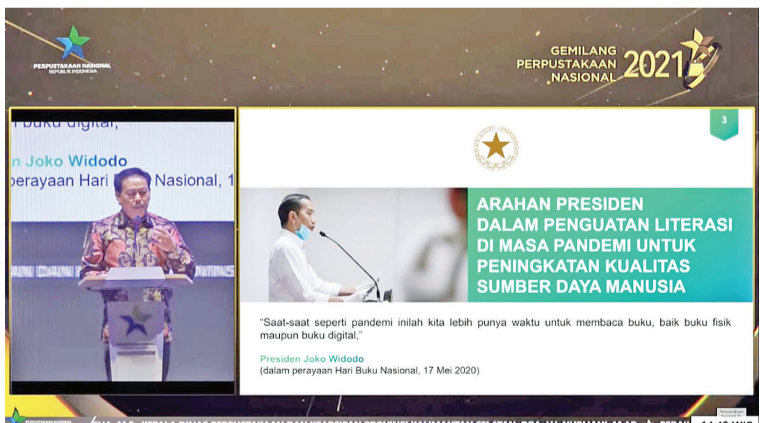 PERPUSTAKAAN NASIONAL
REPUBLIK INDONESIA
GEMILANG
PERPUSTAKAAN
NASIONAL
2021
buku digital,
n Joko Widodo
perayaan Hari B Nasional, 1
3
ARAHAN PRESIDEN
DALAM PENGUATAN LITERASI
DI MASA PANDEMI UNTUK
PENINGKATAN KUALITAS
SUMBER DAYA MANUSIA
“Saat-saat seperti pandemi inilah kita lebih punya waktu untuk membaca buku, baik buku fisik
maupun buku digital,”
Presiden Joko Widodo
(dalam perayaan Hari Buku Nasional, 17 Mei 2020)